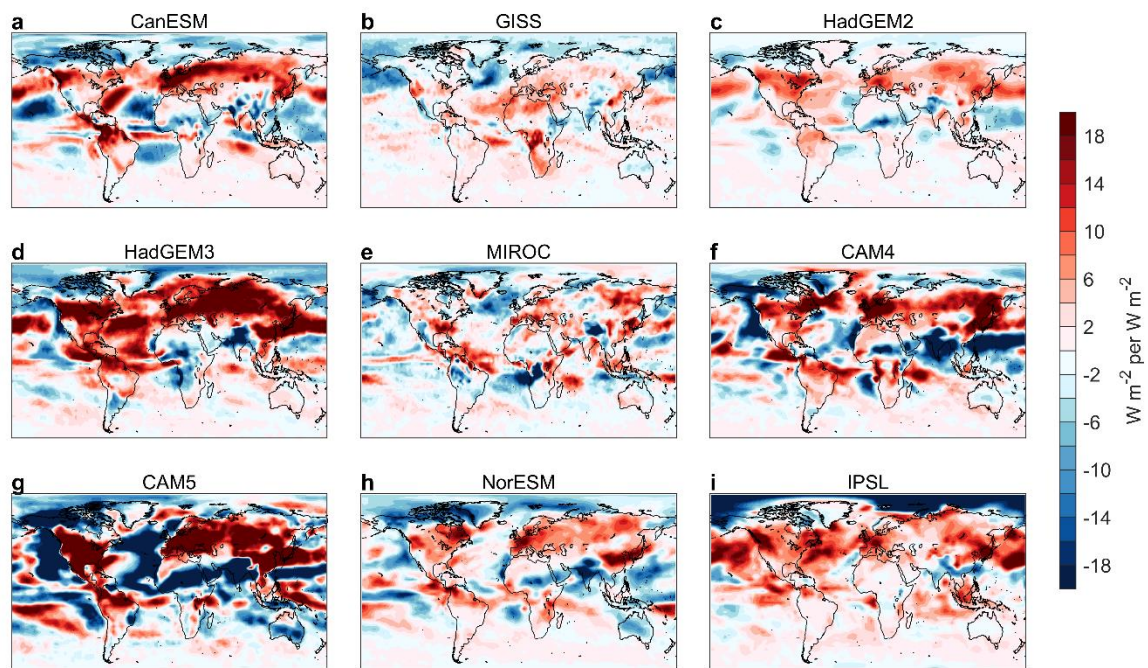 a CanESM
b GISS
c HadGEM2
d HadGEM3
e MIROC
f CAM4
g CAM5
h NorESM
i IPSL
18
14
10
6
2
-2
-6
-10
-14
-18
W m-2 per W m-2